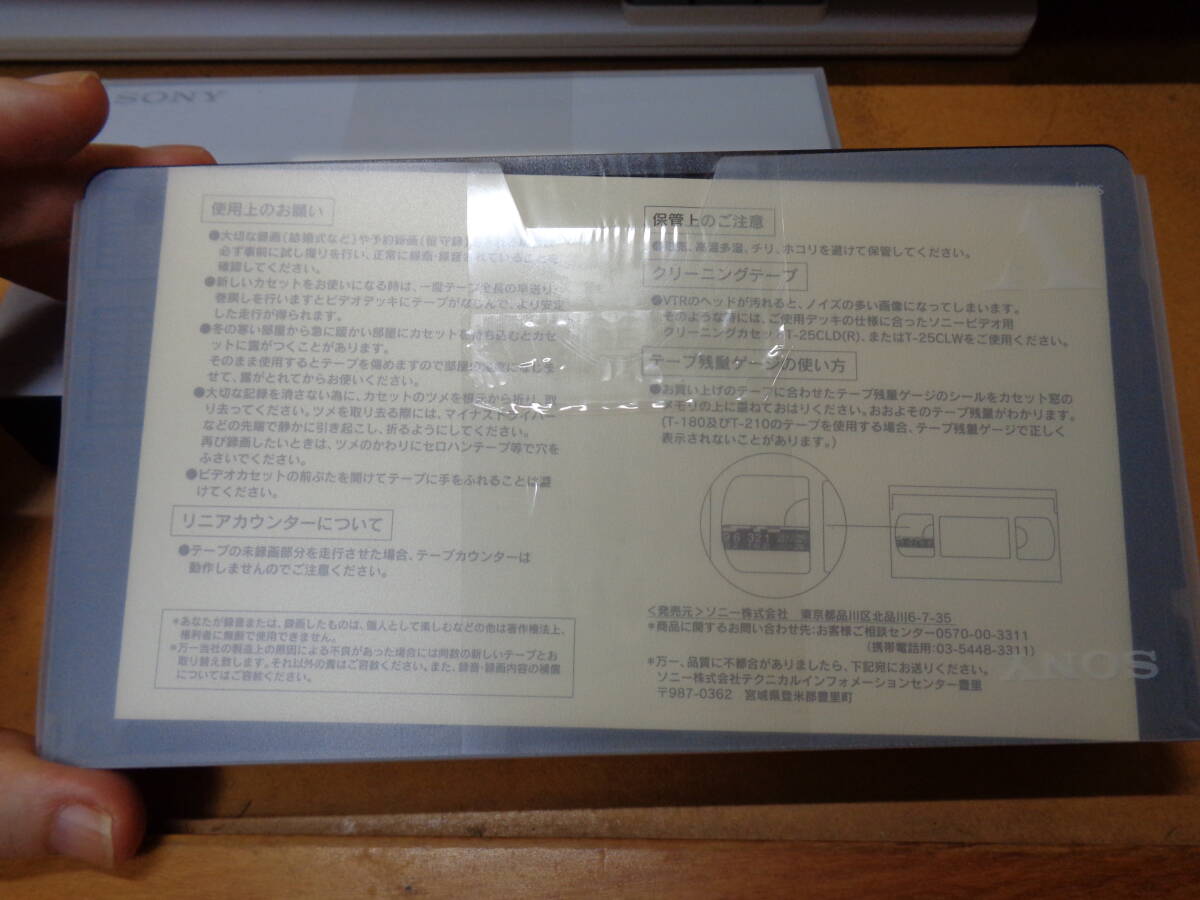 SONY
使用上のお願い
●大切な録画(結婚式など)や予約録画(留守録)
必ず事前に試し撮りを行い、正常に録画・録音されていることを
確認してください。
●新しいカセットをお使いになる時は、一度テープ全長の早送り、
巻戻しを行いますとビデオデッキにテープがなじんで、より安定
した走行が得られます。
●冬の寒い部屋から急に暖かい部屋にカセットを持ち込むとカセ
ットに露がつくことがあります。
そのまま使用するとテープを傷めますので部屋の
せて、露がとれてからお使いください。
●大切な記録を消さない為に、カセットのツメを根元から折り、取
り去ってください。ツメを取り去る際には、マイナスドライバー
などの先端で静かに引き起こし、折るようにしてください。
再び録画したいときは、ツメのかわりにセロハンテープ等で穴を
ふさいでください。
●ビデオカセットの前ぶたを開けてテープに手をふれることは避
けてください。
リニアカウンターについて
●テープの未録画部分を走行させた場合、テープカウンターは
動作しませんのでご注意ください。
*あなたが録音または、録画したものは、個人として楽しむなどの他は著作権法上、
権利者に無断で使用できません。
*万一当社の製造上の原因による不良があった場合には同数の新しいテープとお
取り替え致します。それ以外の責はご容赦ください。また、録音・録画内容の補償
についてはご容赦ください。
保管上のご注意
高温多湿、チリ、ホコリを避けて保管してください。
クリーニングテープ
●VTRのヘッドが汚れると、ノイズの多い画像になってしまいます。
そのような時には、ご使用デッキの仕様に合ったソニービデオ用
クリーニングカセットT-25CLD(R)、またはT-25CLWをご使用ください。
テープ残量ゲージの使い方
●お買い上げのテープに合わせたテープ残量ゲージのシールをカセット窓の
メモリの上に重ねておはりください。おおよそのテープ残量がわかります。
(T-180及びT-210のテープを使用する場合、テープ残量ゲージで正しく
表示されないことがあります。)
<発売元>ソニー株式会社 東京都品川区北品川6-7-35
*商品に関するお問い合わせ先:お客様ご相談センター0570-00-3311
(携帯電話用:03-5448-3311)
*万一、品質に不都合がありましたら、下記宛にお送りください。
ソニー株式会社テクニカルインフォメーションセンター豊里
〒987-0362 宮城県登米郡豊里町
SONY